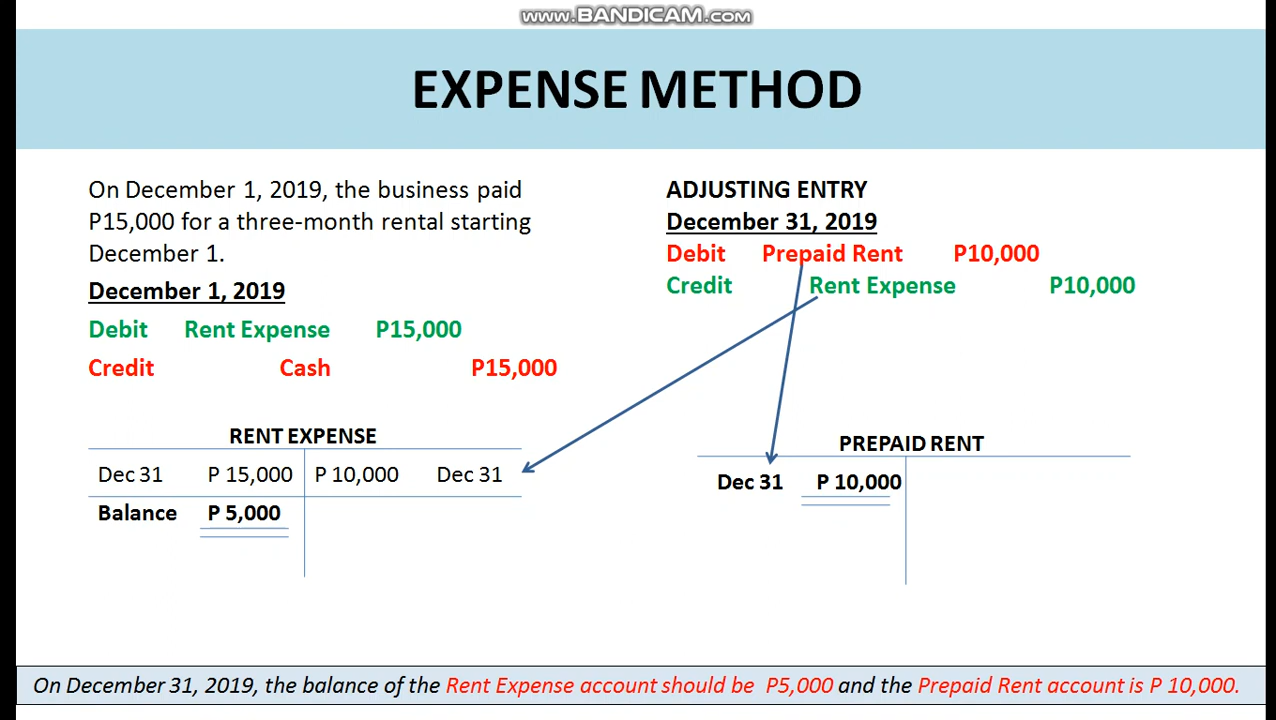 www.BANDICAM.com
EXPENSE METHOD
On December 1, 2019, the business paid
P15,000 for a three-month rental starting
December 1.
December 1, 2019
Debit Rent Expense P15,000
Credit Cash P15,000
ADJUSTING ENTRY
December 31, 2019
Debit Prepaid Rent P10,000
Credit Rent Expense P10,000
RENT EXPENSE
Dec 31 P 15,000 P 10,000 Dec 31
Balance P 5,000
PREPAID RENT
Dec 31 P 10,000
On December 31, 2019, the balance of the Rent Expense account should be P5,000 and the Prepaid Rent account is P 10,000.